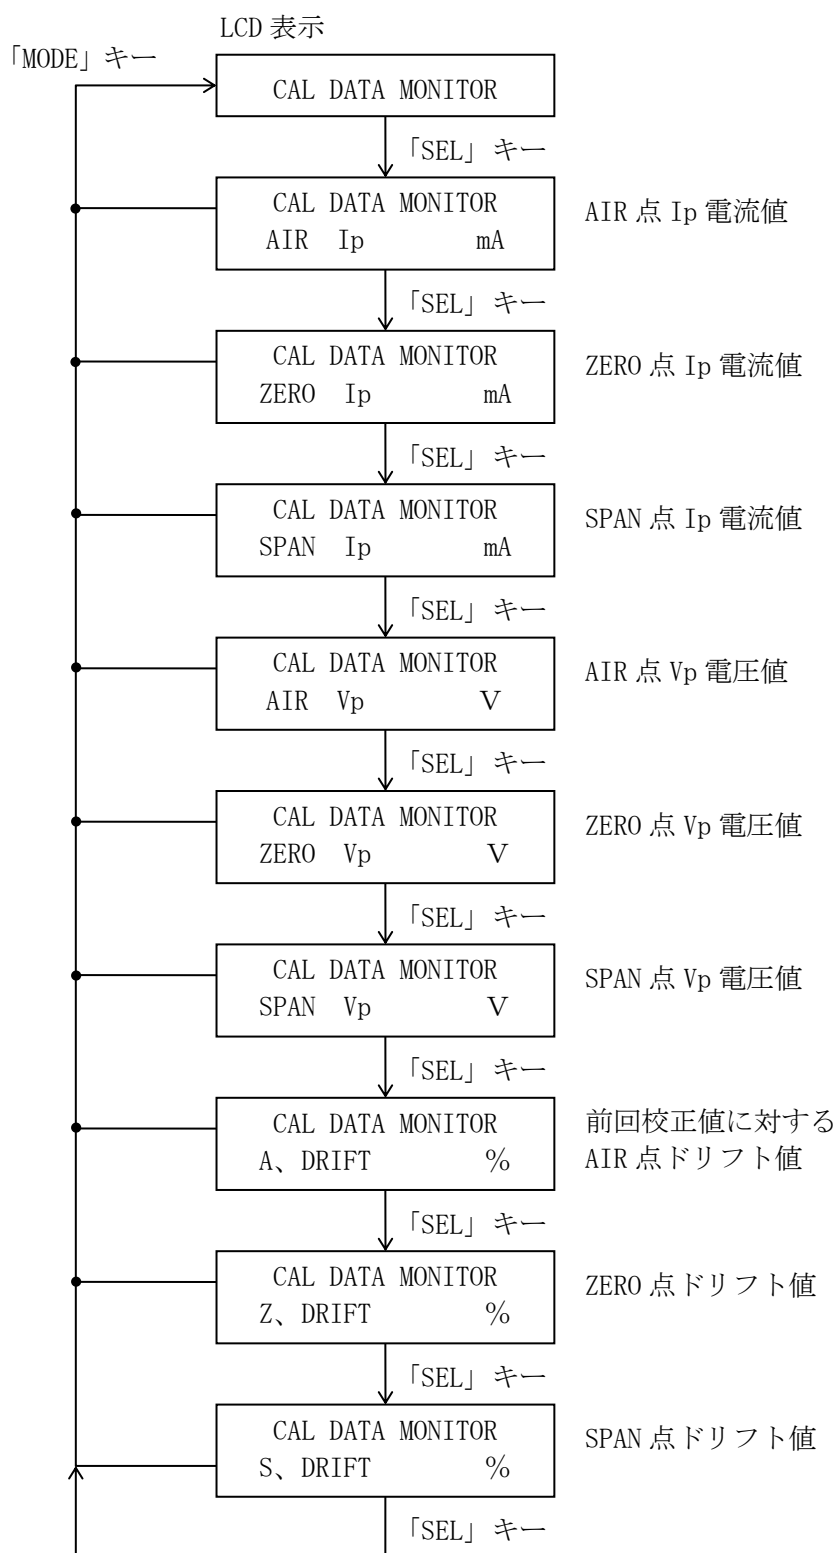 LCD 表示
「MODE」キー
CAL DATA MONITOR
「SEL」キー
CAL DATA MONITOR
AIR Ip mA
AIR 点 Ip 電流値
「SEL」キー
CAL DATA MONITOR
ZERO Ip mA
ZERO 点 Ip 電流値
「SEL」キー
CAL DATA MONITOR
SPAN Ip mA
SPAN 点 Ip 電流値
「SEL」キー
CAL DATA MONITOR
AIR Vp V
AIR 点 Vp 電圧値
「SEL」キー
CAL DATA MONITOR
ZERO Vp V
ZERO 点 Vp 電圧値
「SEL」キー
CAL DATA MONITOR
SPAN Vp V
SPAN 点 Vp 電圧値
「SEL」キー
CAL DATA MONITOR
A、DRIFT %
前回校正値に対する
AIR 点ドリフト値
「SEL」キー
CAL DATA MONITOR
Z、DRIFT %
ZERO 点ドリフト値
「SEL」キー
CAL DATA MONITOR
S、DRIFT %
SPAN 点ドリフト値
「SEL」キー